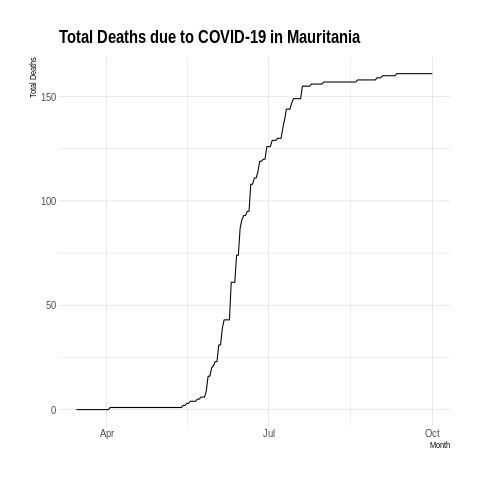 Total Deaths due to COVID-19 in Mauritania
Total Deaths
150
100
50
0
Apr Jul Oct
Month